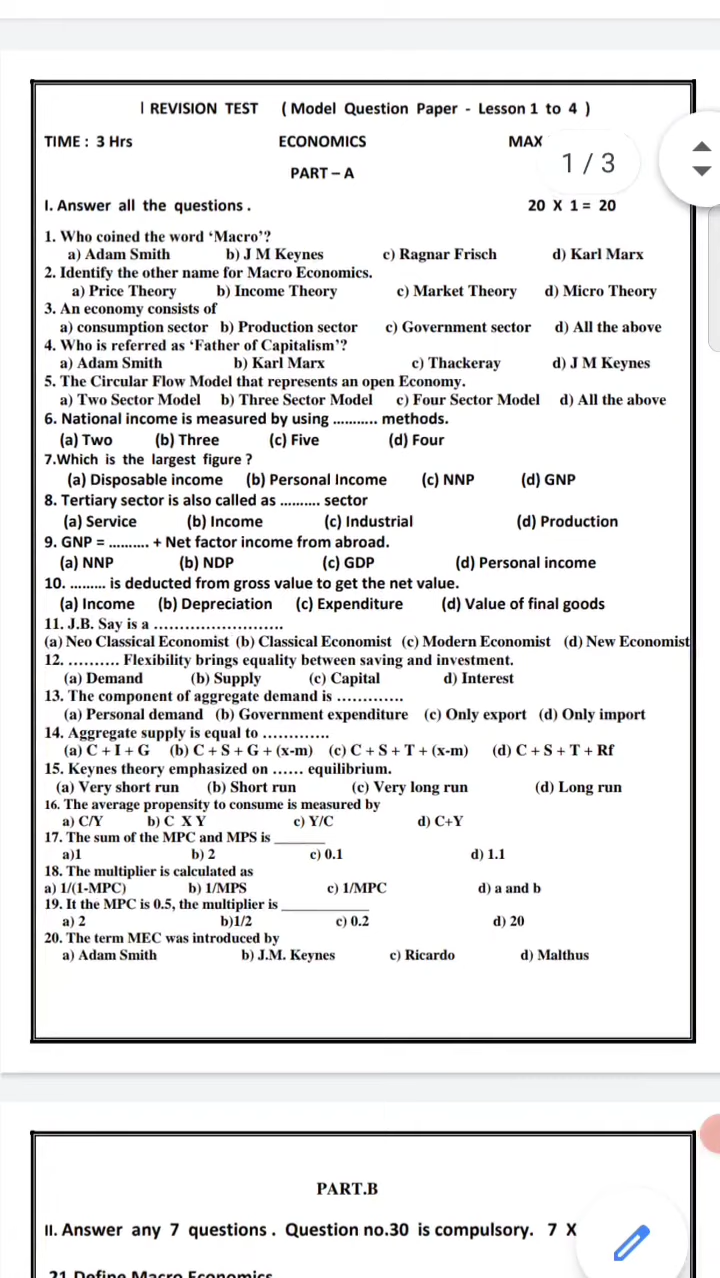 I REVISION TEST ( Model Question Paper - Lesson 1 to 4 )
TIME : 3 Hrs ECONOMICS MAX
1 / 3
PART – A
I. Answer all the questions . 20 X 1 = 20
1. Who coined the word ‘Macro’?
a) Adam Smith b) J M Keynes c) Ragnar Frisch d) Karl Marx
2. Identify the other name for Macro Economics.
a) Price Theory b) Income Theory c) Market Theory d) Micro Theory
3. An economy consists of
a) consumption sector b) Production sector c) Government sector d) All the above
4. Who is referred as ‘Father of Capitalism’?
a) Adam Smith b) Karl Marx c) Thackeray d) J M Keynes
5. The Circular Flow Model that represents an open Economy.
a) Two Sector Model b) Three Sector Model c) Four Sector Model d) All the above
6. National income is measured by using ........... methods.
(a) Two (b) Three (c) Five (d) Four
7.Which is the largest figure ?
(a) Disposable income (b) Personal Income (c) NNP (d) GNP
8. Tertiary sector is also called as .......... sector
(a) Service (b) Income (c) Industrial (d) Production
9. GNP = .......... + Net factor income from abroad.
(a) NNP (b) NDP (c) GDP (d) Personal income
10. ......... is deducted from gross value to get the net value.
(a) Income (b) Depreciation (c) Expenditure (d) Value of final goods
11. J.B. Say is a ……………………..
(a) Neo Classical Economist (b) Classical Economist (c) Modern Economist (d) New Economist
12. ………. Flexibility brings equality between saving and investment.
(a) Demand (b) Supply (c) Capital d) Interest
13. The component of aggregate demand is ………….
(a) Personal demand (b) Government expenditure (c) Only export (d) Only import
14. Aggregate supply is equal to ………….
(a) C + I + G (b) C + S + G + (x-m) (c) C + S + T + (x-m) (d) C + S + T + Rf
15. Keynes theory emphasized on …… equilibrium.
(a) Very short run (b) Short run (c) Very long run (d) Long run
16. The average propensity to consume is measured by
a) C/Y b) C X Y c) Y/C d) C+Y
17. The sum of the MPC and MPS is _______
a)1 b) 2 c) 0.1 d) 1.1
18. The multiplier is calculated as
a) 1/(1-MPC) b) 1/MPS c) 1/MPC d) a and b
19. It the MPC is 0.5, the multiplier is ____________
a) 2 b)1/2 c) 0.2 d) 20
20. The term MEC was introduced by
a) Adam Smith b) J.M. Keynes c) Ricardo d) Malthus
PART.B
II. Answer any 7 questions . Question no.30 is compulsory. 7 X
21 Define Macro Economics